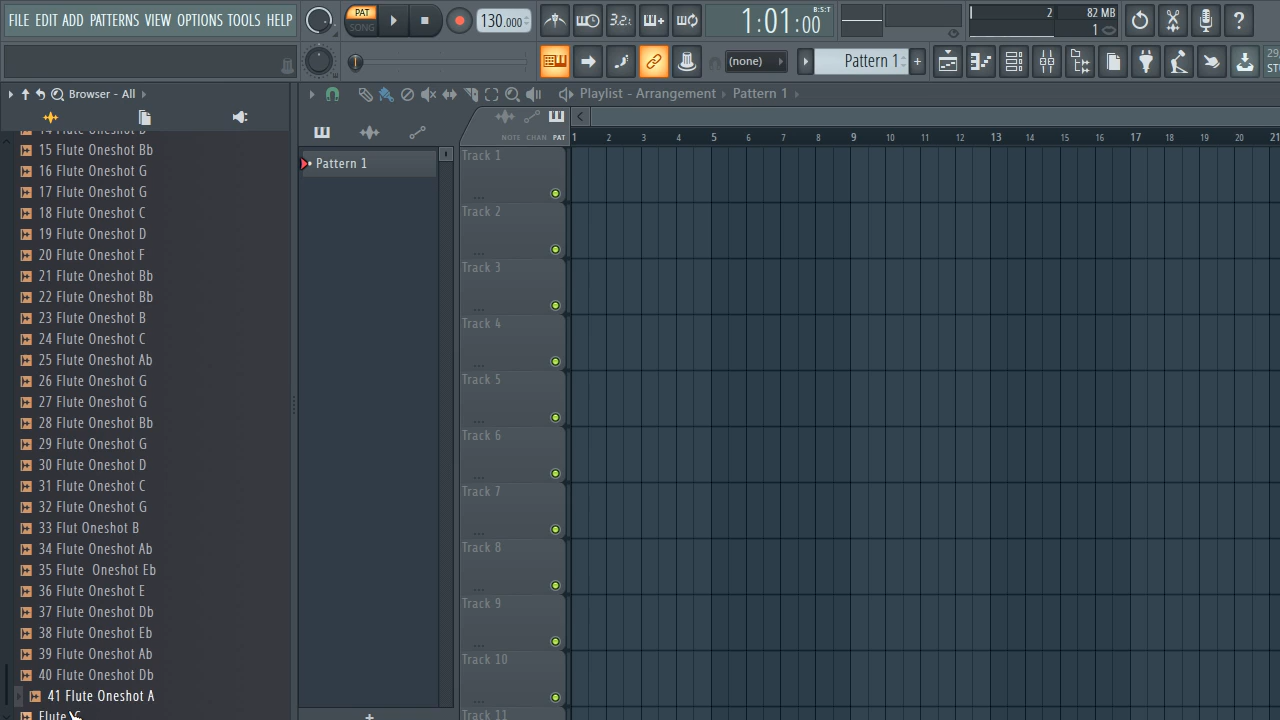 FILE EDIT ADD PATTERNS VIEW OPTIONS TOOLS HELP
PAT
SONG
130.000
3.2.
1:01:00
B:S:T
2
82 MB
1
(none)
Pattern 1
+
29
STO
Browser - All
Playlist - Arrangement › Pattern 1 ›
NOTE CHAN PAT
1 2 3 4 5 6 7 8 9 10 11 12 13 14 15 16 17 18 19 20 21
14 Flute Oneshot B
15 Flute Oneshot Bb
16 Flute Oneshot G
17 Flute Oneshot G
18 Flute Oneshot C
19 Flute Oneshot D
20 Flute Oneshot F
21 Flute Oneshot Bb
22 Flute Oneshot Bb
23 Flute Oneshot B
24 Flute Oneshot C
25 Flute Oneshot Ab
26 Flute Oneshot G
27 Flute Oneshot G
28 Flute Oneshot Bb
29 Flute Oneshot G
30 Flute Oneshot D
31 Flute Oneshot C
32 Flute Oneshot G
33 Flut Oneshot B
34 Flute Oneshot Ab
35 Flute  Oneshot Eb
36 Flute Oneshot E
37 Flute Oneshot Db
38 Flute Oneshot Eb
39 Flute Oneshot Ab
40 Flute Oneshot Db
41 Flute Oneshot A
Flute
Pattern 1
+
Track 1
...
Track 2
...
Track 3
...
Track 4
...
Track 5
...
Track 6
...
Track 7
...
Track 8
...
Track 9
...
Track 10
...
Track 11